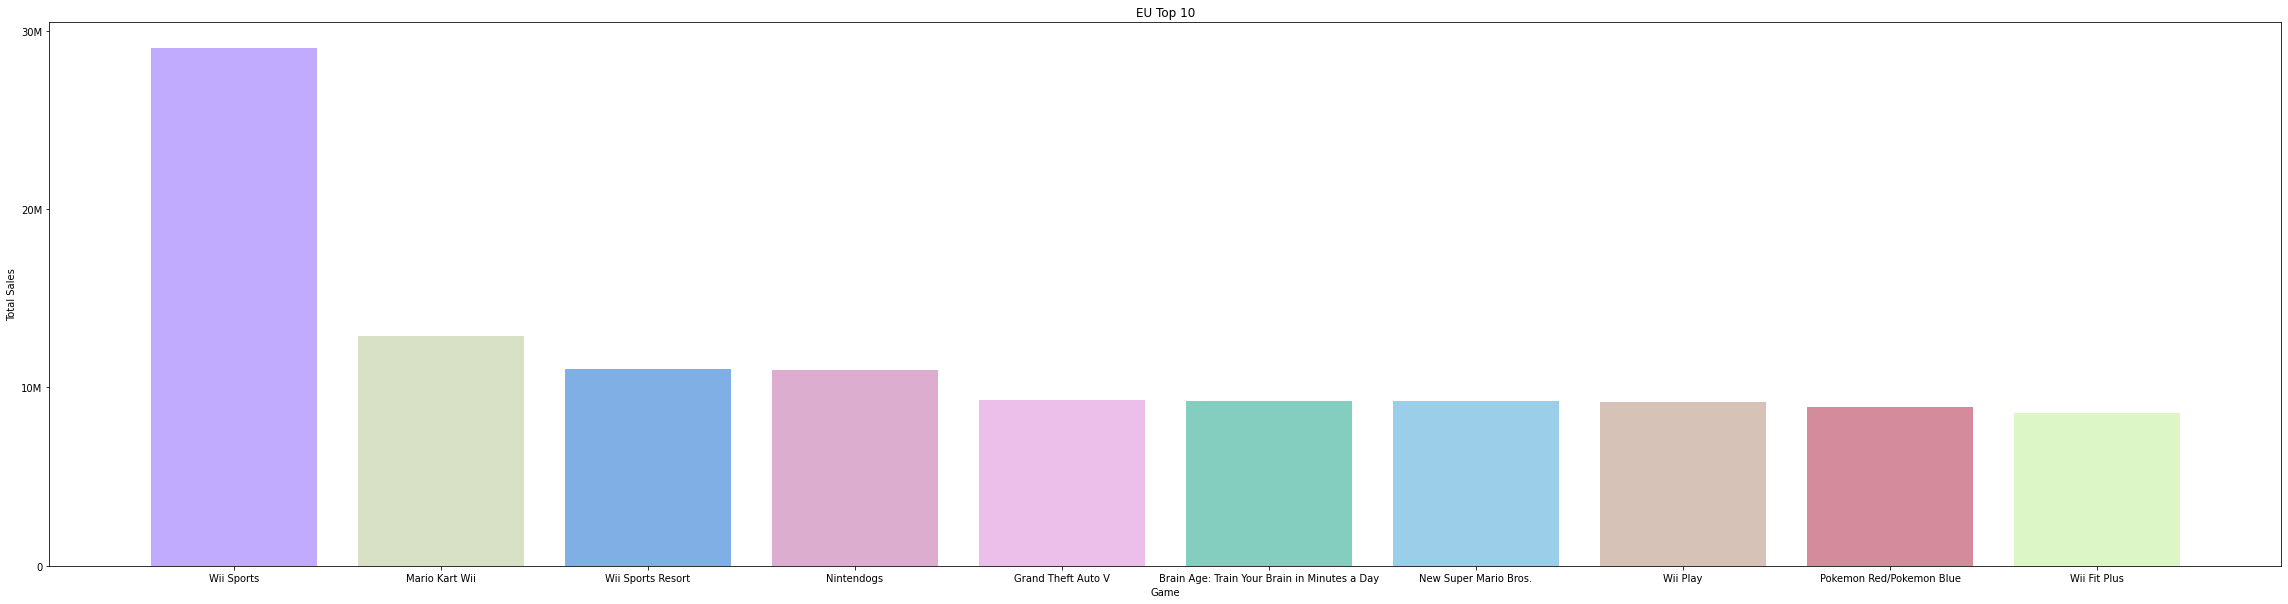 EU Top 10
Total Sales
30M
20M
10M
0
Wii Sports
Mario Kart Wii
Wii Sports Resort
Nintendogs
Grand Theft Auto V
Brain Age: Train Your Brain in Minutes a Day
New Super Mario Bros.
Wii Play
Pokemon Red/Pokemon Blue
Wii Fit Plus
Game